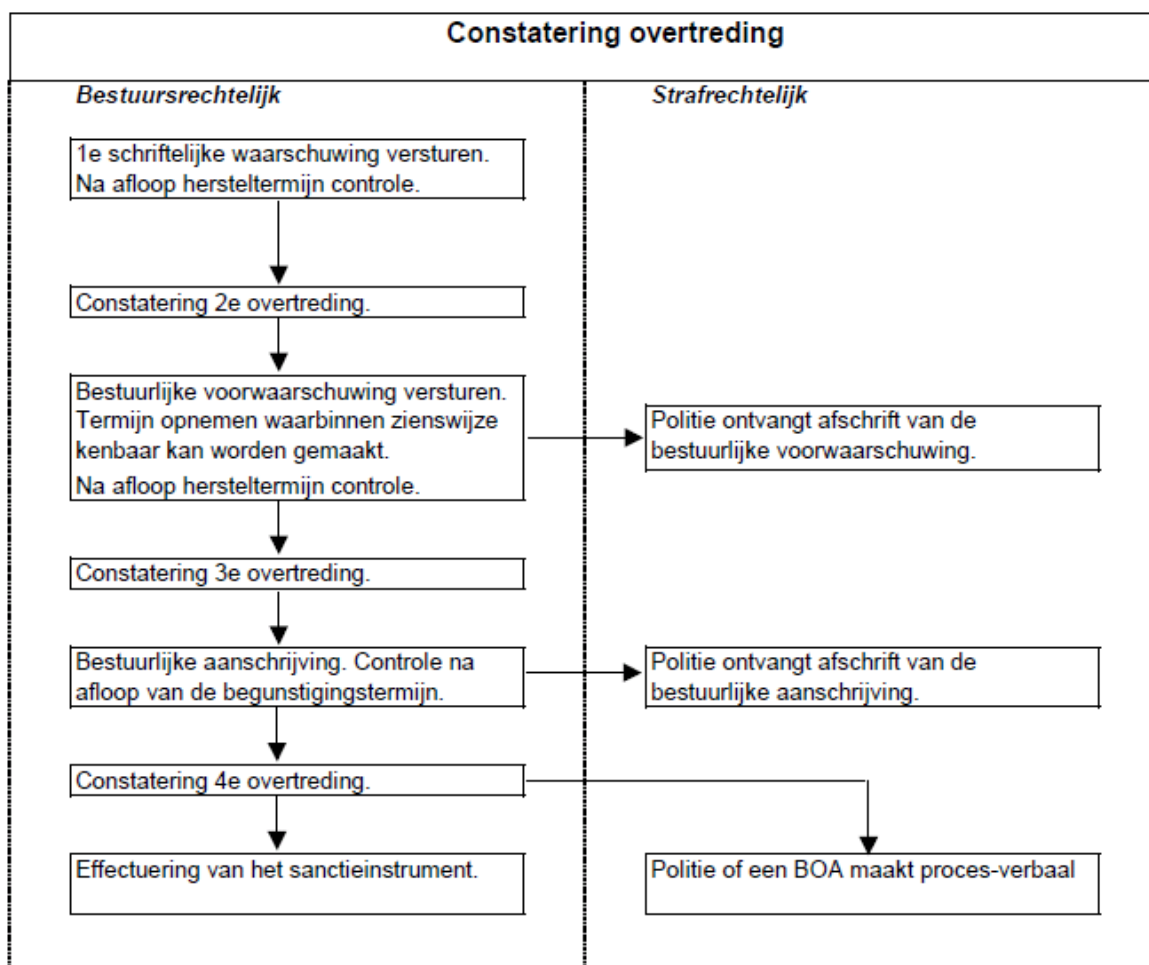 Constatering overtreding
Bestuursrechtelijk
Strafrechtelijk
1e schriftelijke waarschuwing versturen.
Na afloop hersteltermijn controle.
Constatering 2e overtreding.
Bestuurlijke voorwaarschuwing versturen.
Termijn opnemen waarbinnen zienswijze
kenbaar kan worden gemaakt.
Na afloop hersteltermijn controle.
Politie ontvangt afschrift van de
bestuurlijke voorwaarschuwing.
Constatering 3e overtreding.
Bestuurlijke aanschrijving. Controle na
afloop van de begunstigingstermijn.
Politie ontvangt afschrift van de
bestuurlijke aanschrijving.
Constatering 4e overtreding.
Effectuering van het sanctieinstrument.
Politie of een BOA maakt proces-verbaal